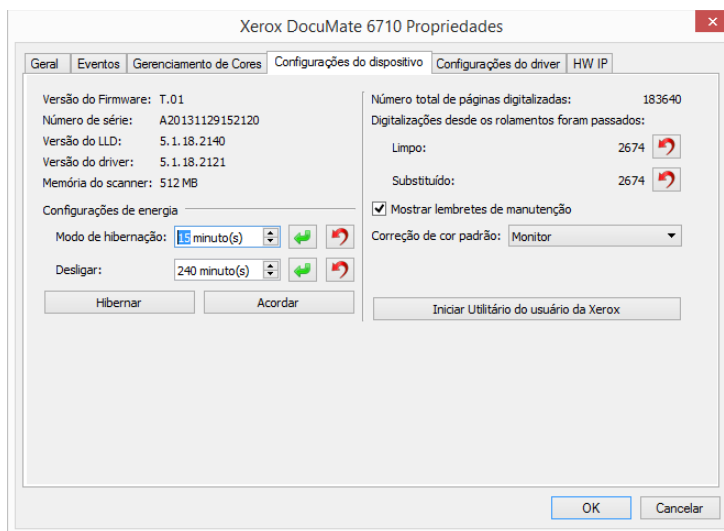 Xerox DocuMate 6710 Propriedades
Geral Eventos Gerenciamento de Cores Configurações do dispositivo Configurações do driver HW IP
Versão do Firmware: T.01
Número de série: A20131129152120
Versão do LLD: 5.1.18.2140
Versão do driver: 5.1.18.2121
Memória do scanner: 512 MB
Configurações de energia
Modo de hibernação: 15 minuto(s)
Desligar: 240 minuto(s)
Hibernar Acordar
Número total de páginas digitalizadas: 183640
Digitalizações desde os rolamentos foram passados:
Limpo: 2674
Substituído: 2674
Mostrar lembretes de manutenção
Correção de cor padrão: Monitor
Iniciar Utilitário do usuário da Xerox
OK Cancelar